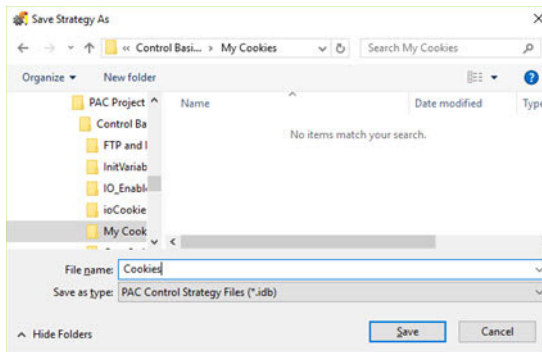 Save Strategy As
« Control Basi... › My Cookies
Search My Cookies
Organize
New folder
PAC Project
Name
Date modified
Type
Control Ba
No items match your search.
FTP and I
InitVariab
IO_Enabl
ioCookie
My Cook
File name: Cookies
Save as type: PAC Control Strategy Files (*.idb)
Hide Folders
Save
Cancel